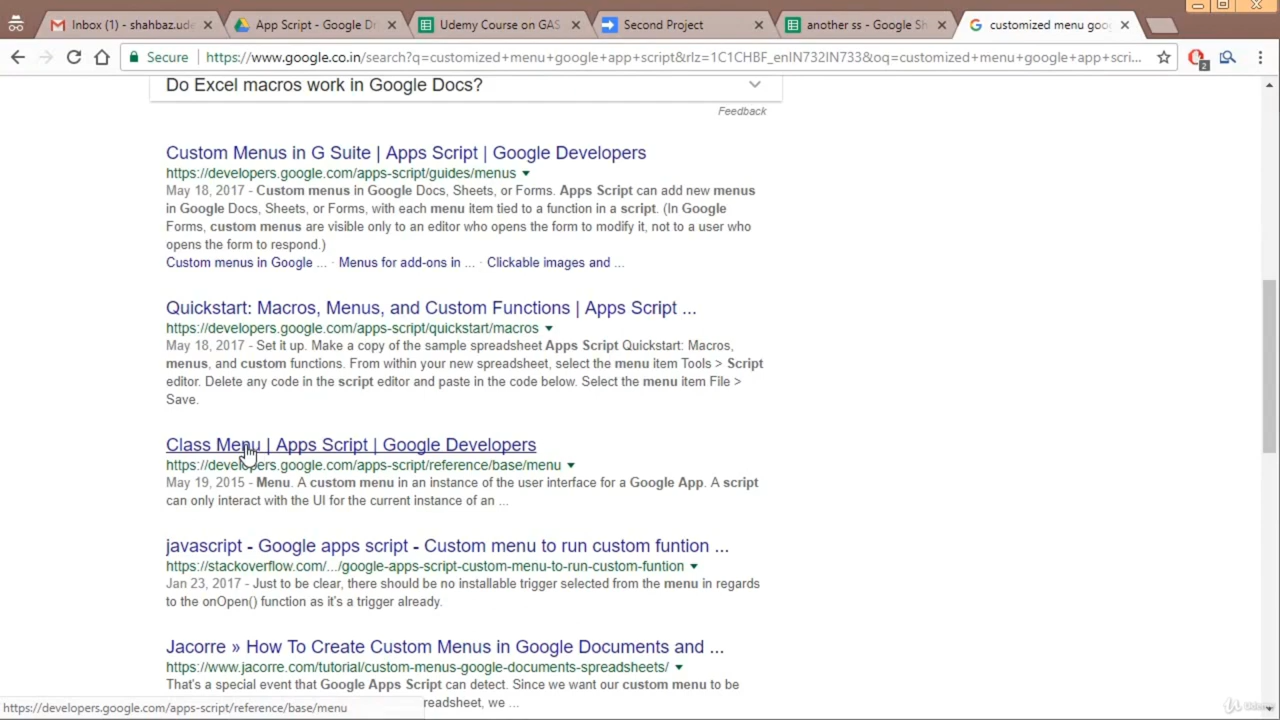 Inbox (1) - shahbaz.ude
App Script - Google Dr
Udemy Course on GAS
Second Project
another ss - Google Sh
customized menu goo
Secure
https://www.google.co.in/search?q=customized+menu+google+app+script&rlz=1C1CHBF_enIN732IN733&oq=customized+menu+google+app+scri...
2
Do Excel macros work in Google Docs?
Feedback
Custom Menus in G Suite | Apps Script | Google Developers
https://developers.google.com/apps-script/guides/menus
May 18, 2017 - Custom menus in Google Docs, Sheets, or Forms. Apps Script can add new menus
in Google Docs, Sheets, or Forms, with each menu item tied to a function in a script. (In Google
Forms, custom menus are visible only to an editor who opens the form to modify it, not to a user who
opens the form to respond.)
Custom menus in Google ... · Menus for add-ons in ... · Clickable images and ...
Quickstart: Macros, Menus, and Custom Functions | Apps Script ...
https://developers.google.com/apps-script/quickstart/macros
May 18, 2017 - Set it up. Make a copy of the sample spreadsheet Apps Script Quickstart: Macros,
menus, and custom functions. From within your new spreadsheet, select the menu item Tools > Script
editor. Delete any code in the script editor and paste in the code below. Select the menu item File >
Save.
Class Menu | Apps Script | Google Developers
https://developers.google.com/apps-script/reference/base/menu
May 19, 2015 - Menu. A custom menu in an instance of the user interface for a Google App. A script
can only interact with the UI for the current instance of an ...
javascript - Google apps script - Custom menu to run custom funtion ...
https://stackoverflow.com/.../google-apps-script-custom-menu-to-run-custom-funtion
Jan 23, 2017 - Just to be clear, there should be no installable trigger selected from the menu in regards
to the onOpen() function as it's a trigger already.
Jacorre » How To Create Custom Menus in Google Documents and ...
https://www.jacorre.com/tutorial/custom-menus-google-documents-spreadsheets/
That's a special event that Google Apps Script can detect. Since we want our custom menu to be
readsheet, we ...
https://developers.google.com/apps-script/reference/base/menu
Udemy